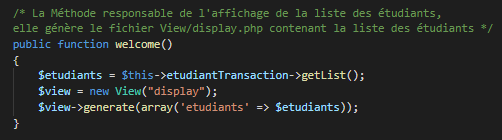 /* La Méthode responsable de l'affichage de la liste des étudiants,
elle génère le fichier View/display.php contenant la liste des étudiants */
public function welcome()
{
    $etudiants = $this->etudiantTransaction->getList();
    $view = new View("display");
    $view->generate(array('etudiants' => $etudiants));
}